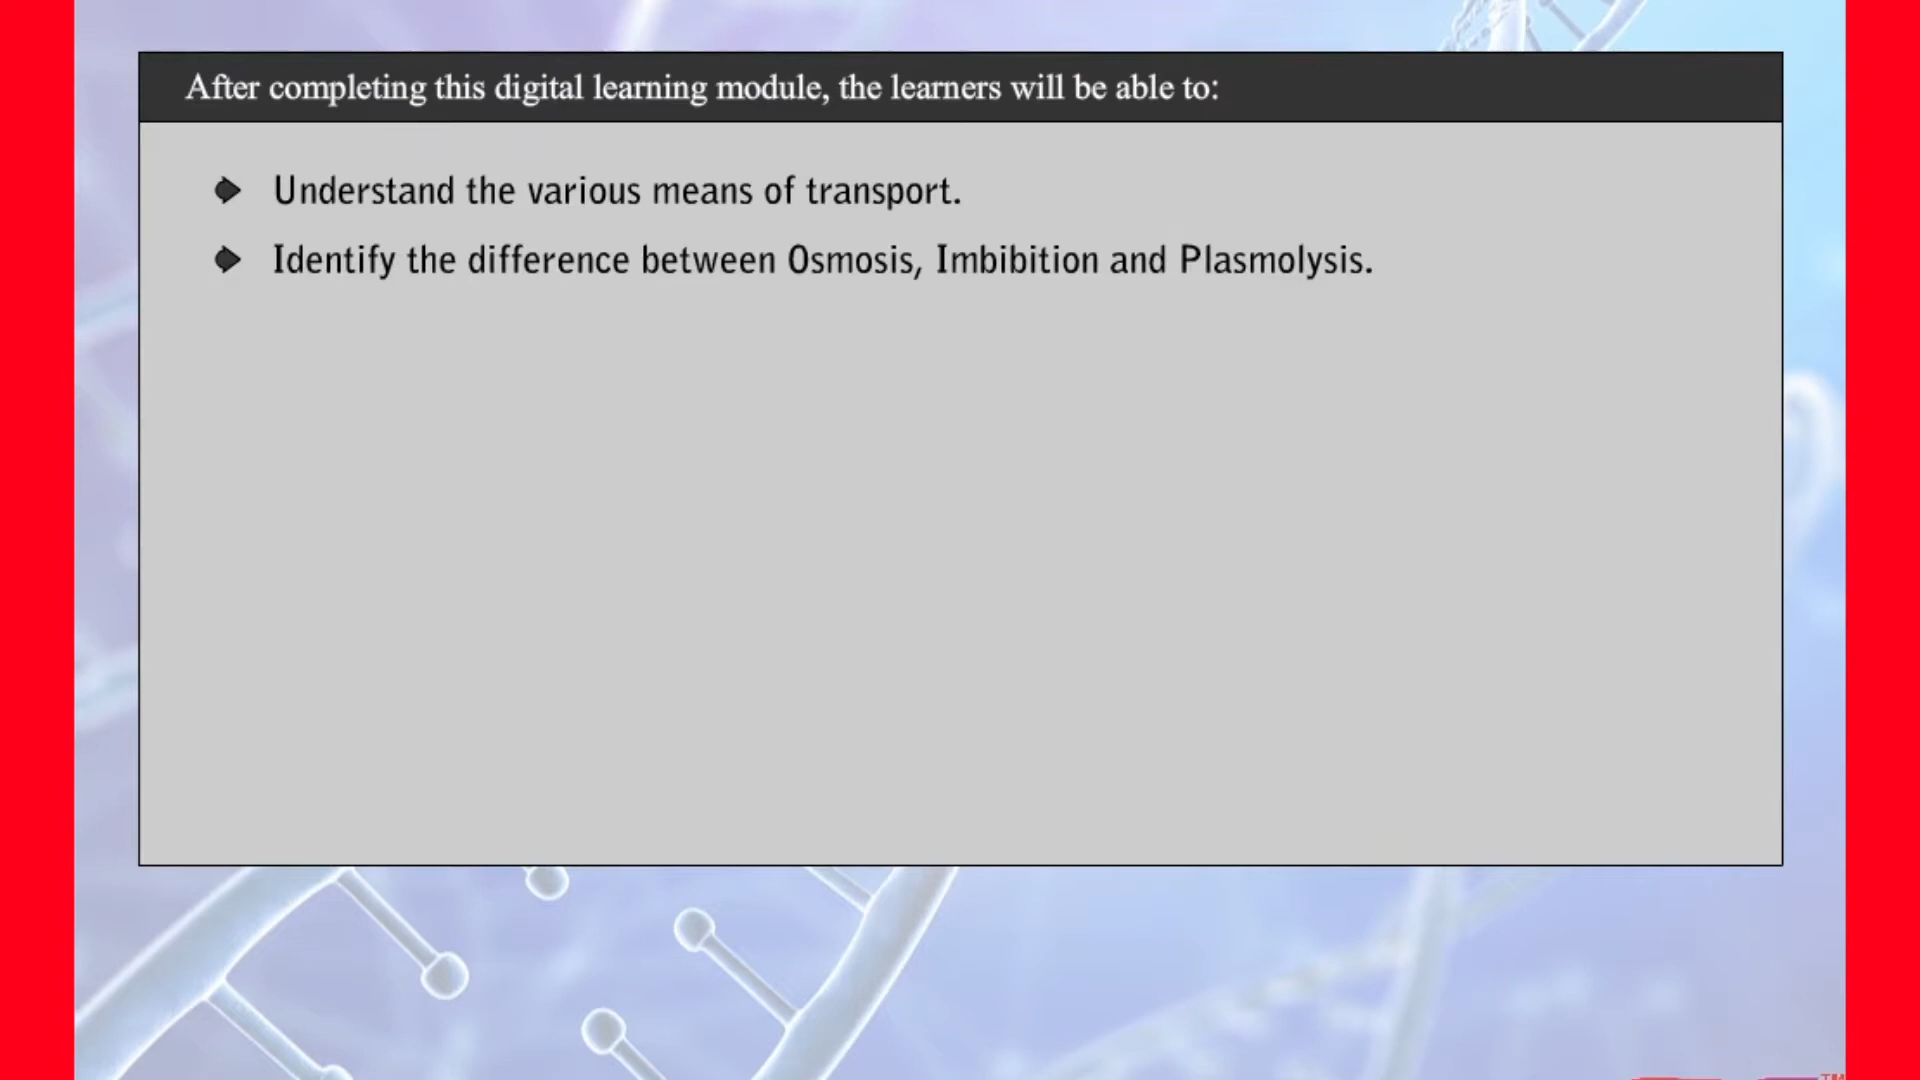 After completing this digital learning module, the learners will be able to:
Understand the various means of transport.
Identify the difference between Osmosis, Imbibition and Plasmolysis.